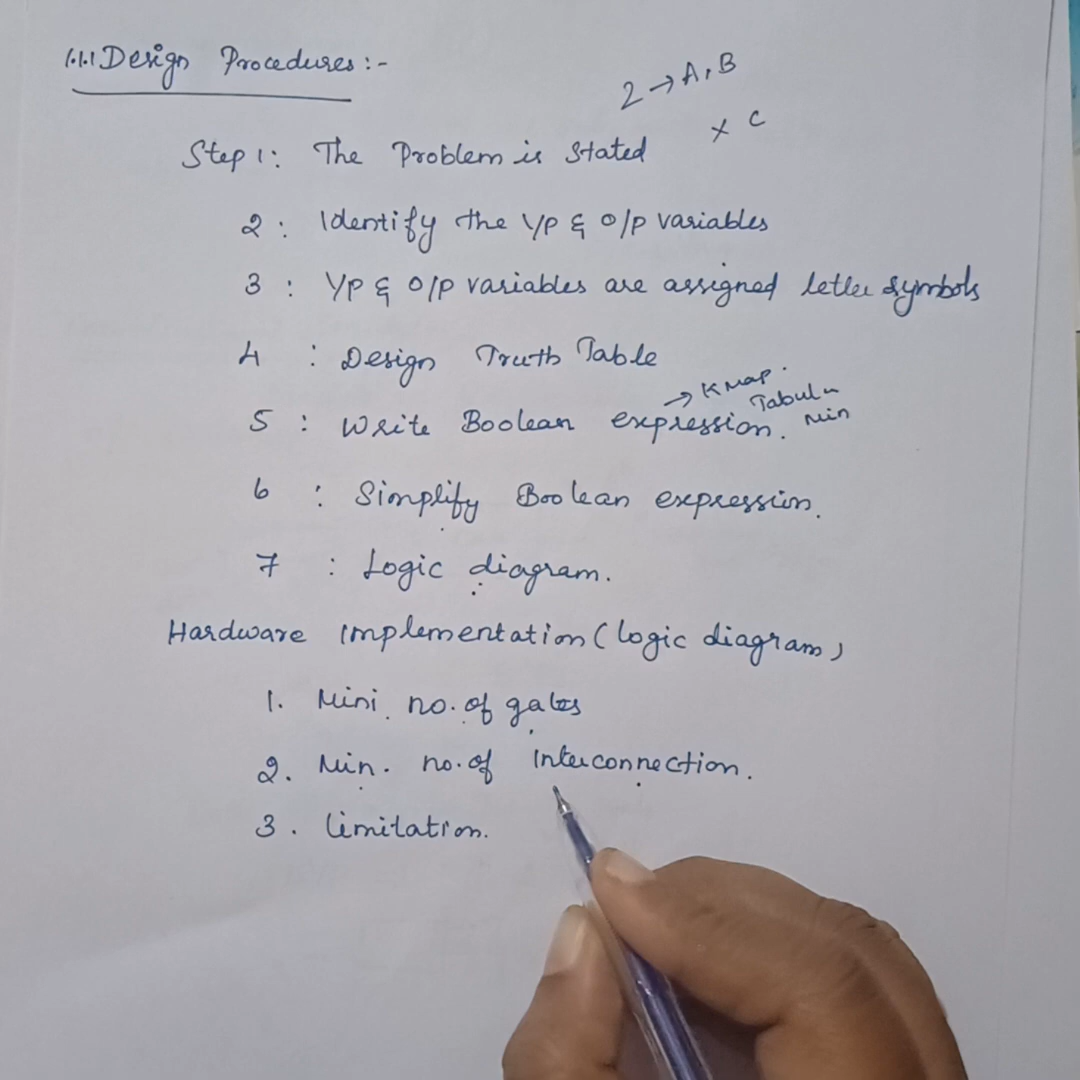 1.1.1 Design Procedures :-
2 → A, B
x C
Step 1: The Problem is Stated
2 : Identify the I/P & O/P variables
3 : I/P & O/P variables are assigned letter symbols
4 : Design Truth Table
→ K Map.
Tabul
Min
5 : Write Boolean expression.
6 : Simplify Boolean expression.
7 : Logic diagram.
Hardware implementation (logic diagram)
1. Mini no. of gates
2. Min. no. of interconnection.
3. limitation.